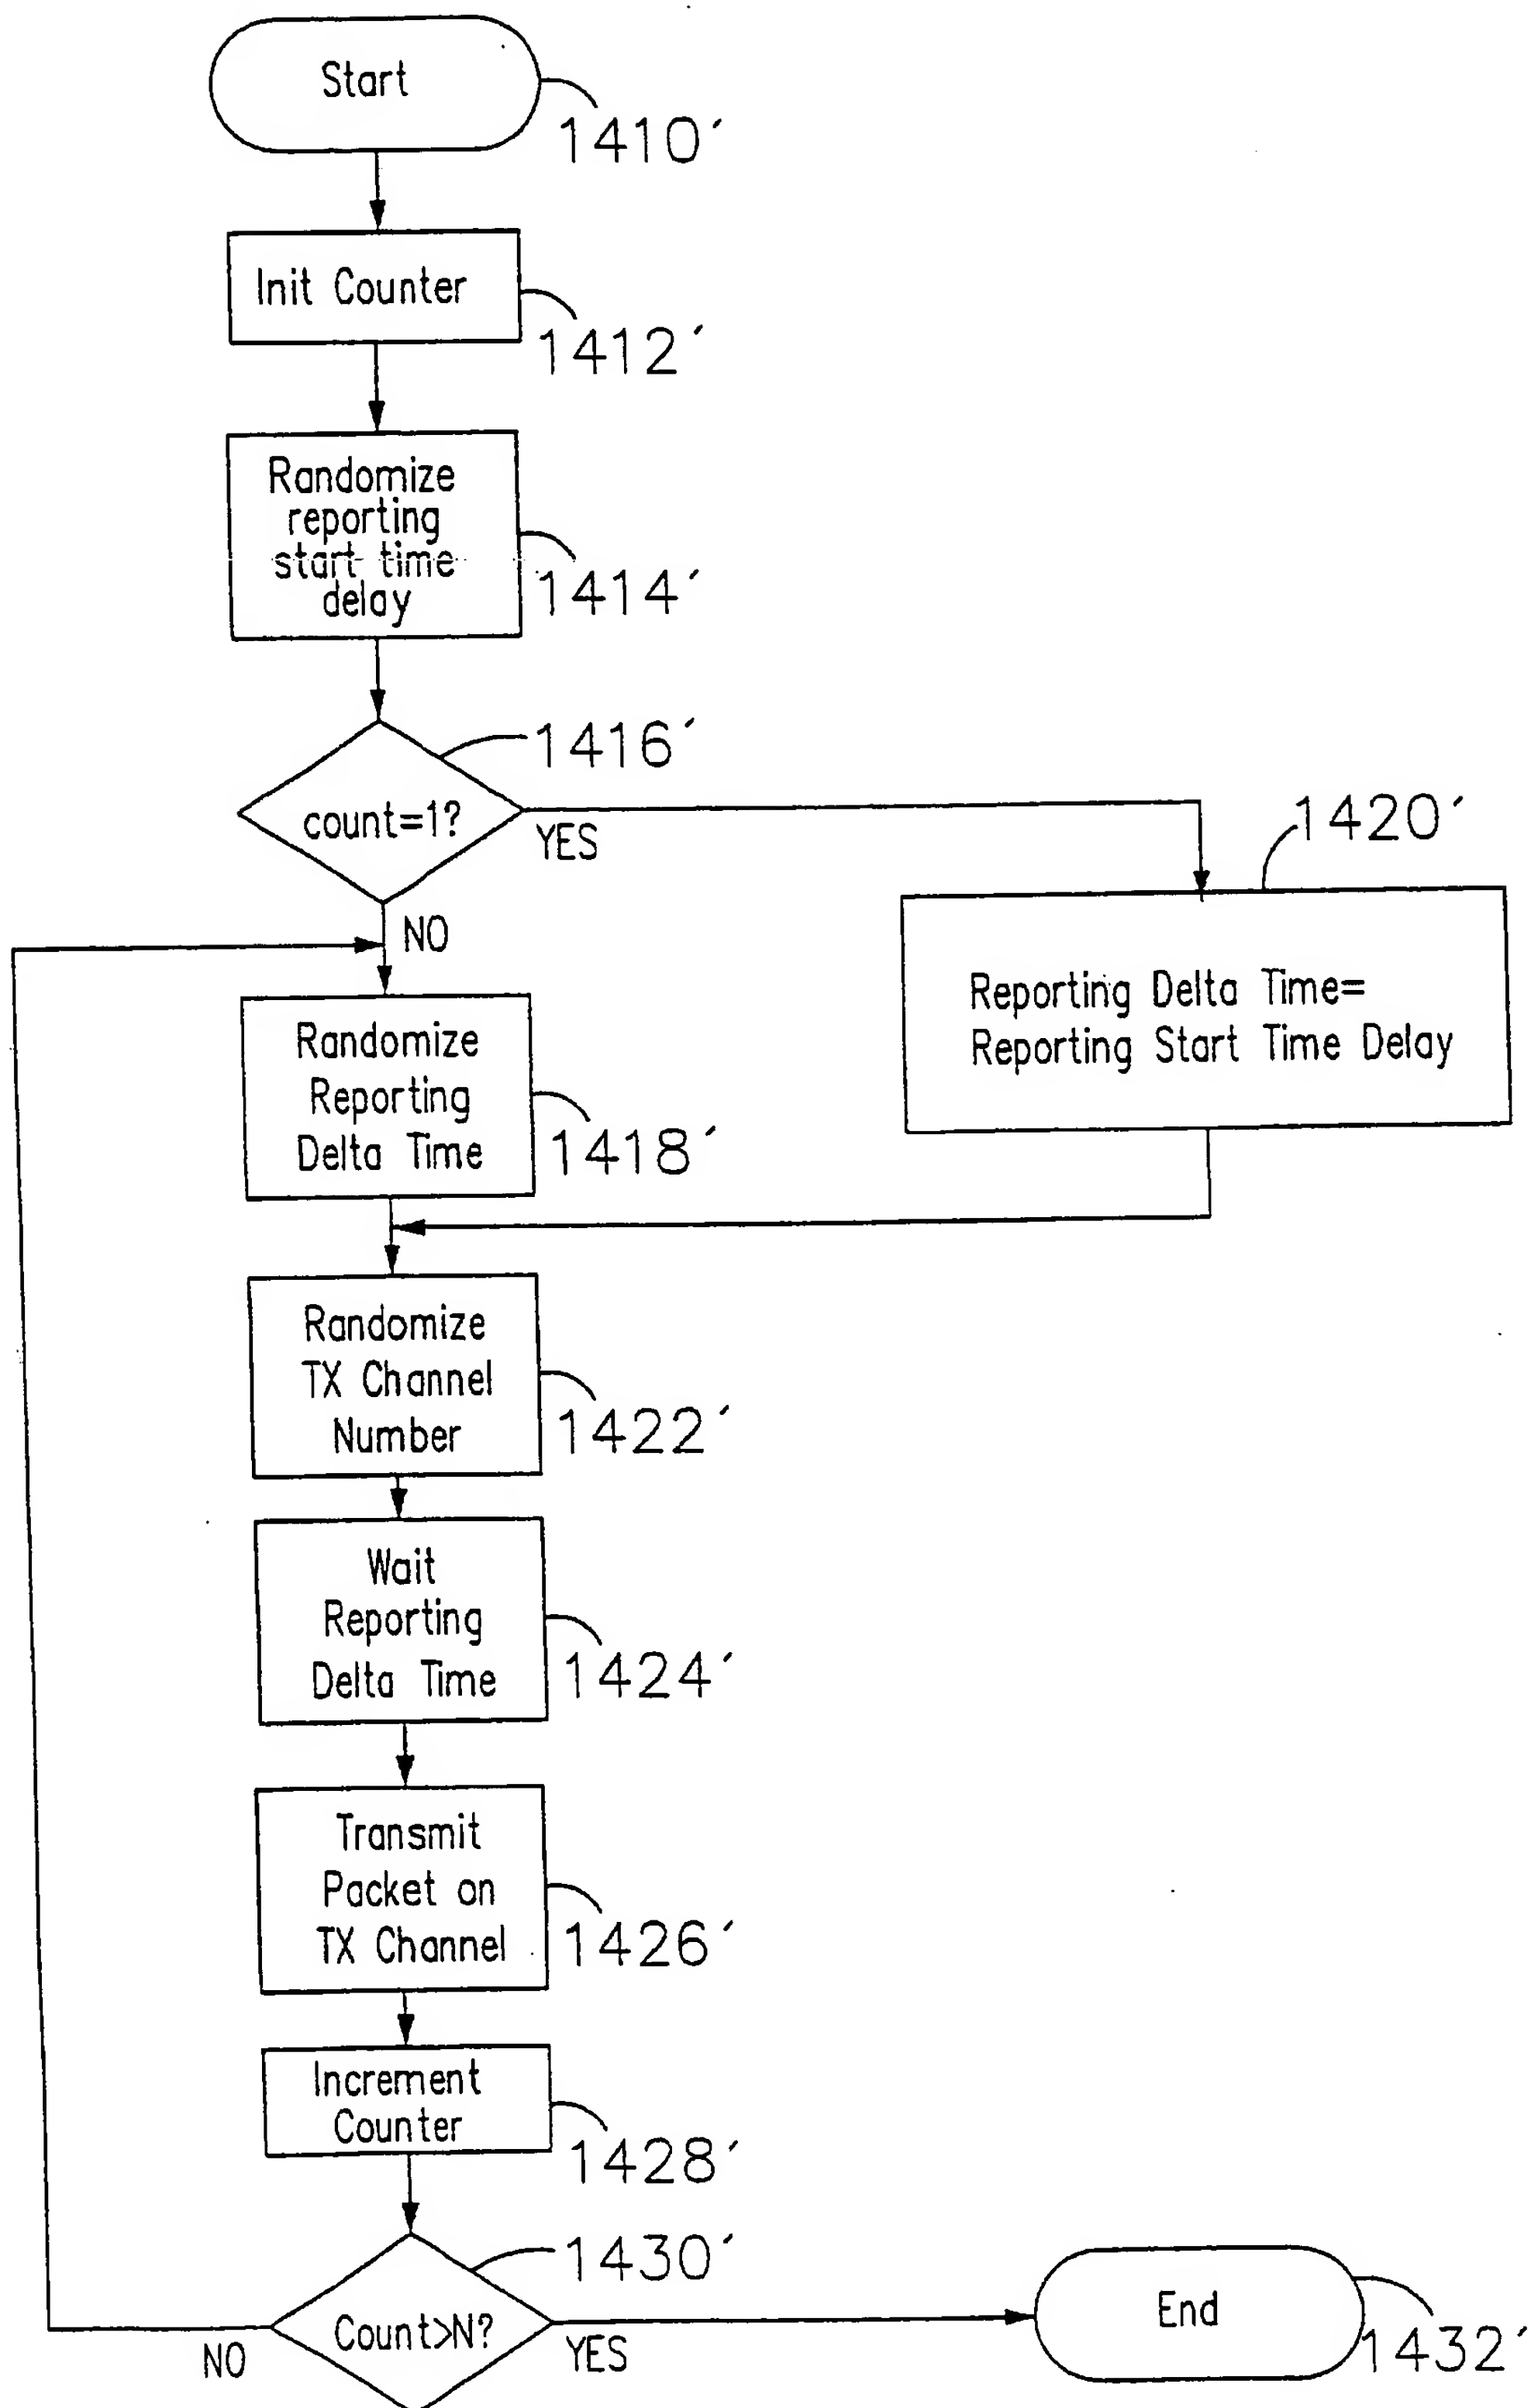 Start
1410′
Init Counter
1412′
Randomize
reporting
start time
delay
1414′
1416′
count=1?
YES
NO
1420′
Reporting Delta Time=
Reporting Start Time Delay
Randomize
Reporting
Delta Time
1418′
Randomize
TX Channel
Number
1422′
Wait
Reporting
Delta Time
1424′
Transmit
Packet on
TX Channel
1426′
Increment
Counter
1428′
1430′
Count>N?
NO
YES
End
1432′